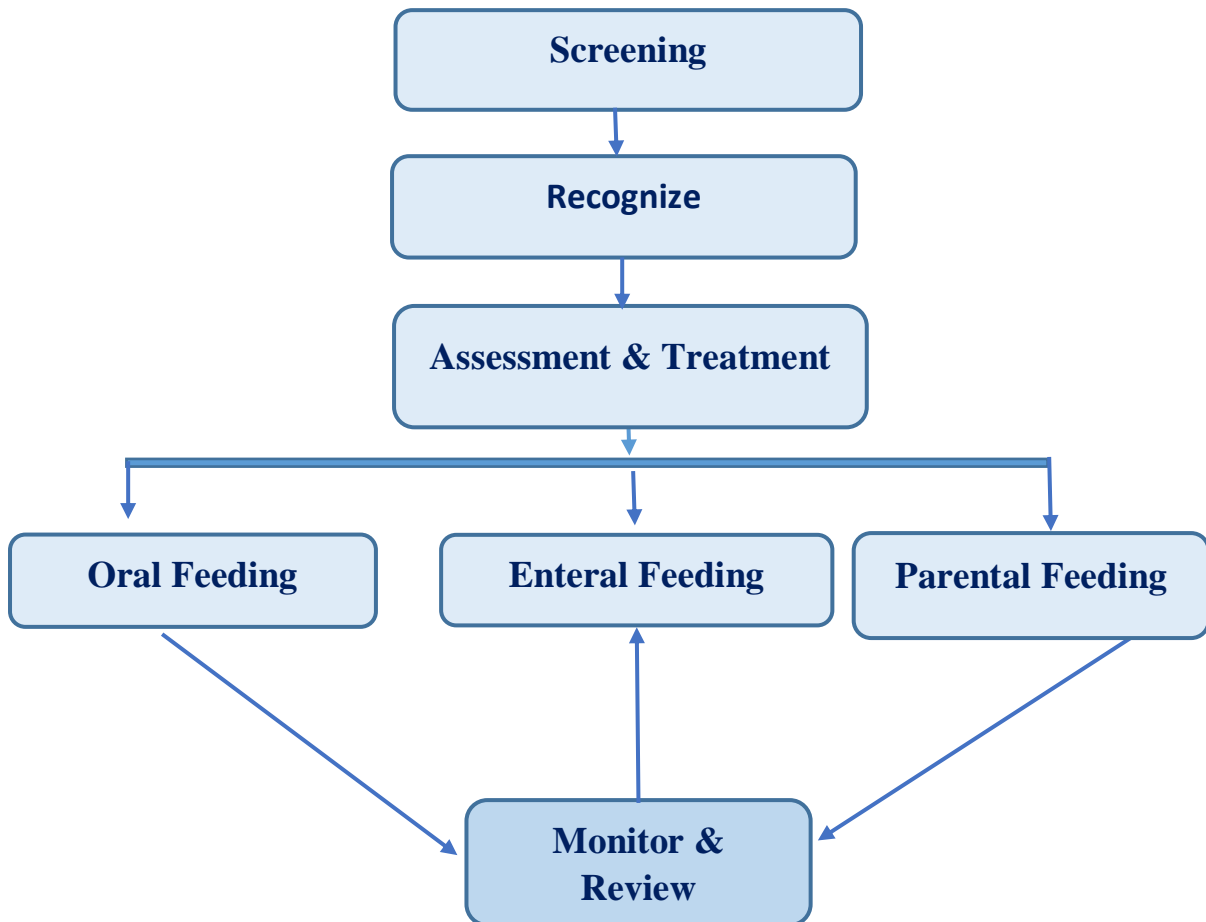 Screening
Recognize
Assessment & Treatment
Oral Feeding
Enteral Feeding
Parental Feeding
Monitor &
Review